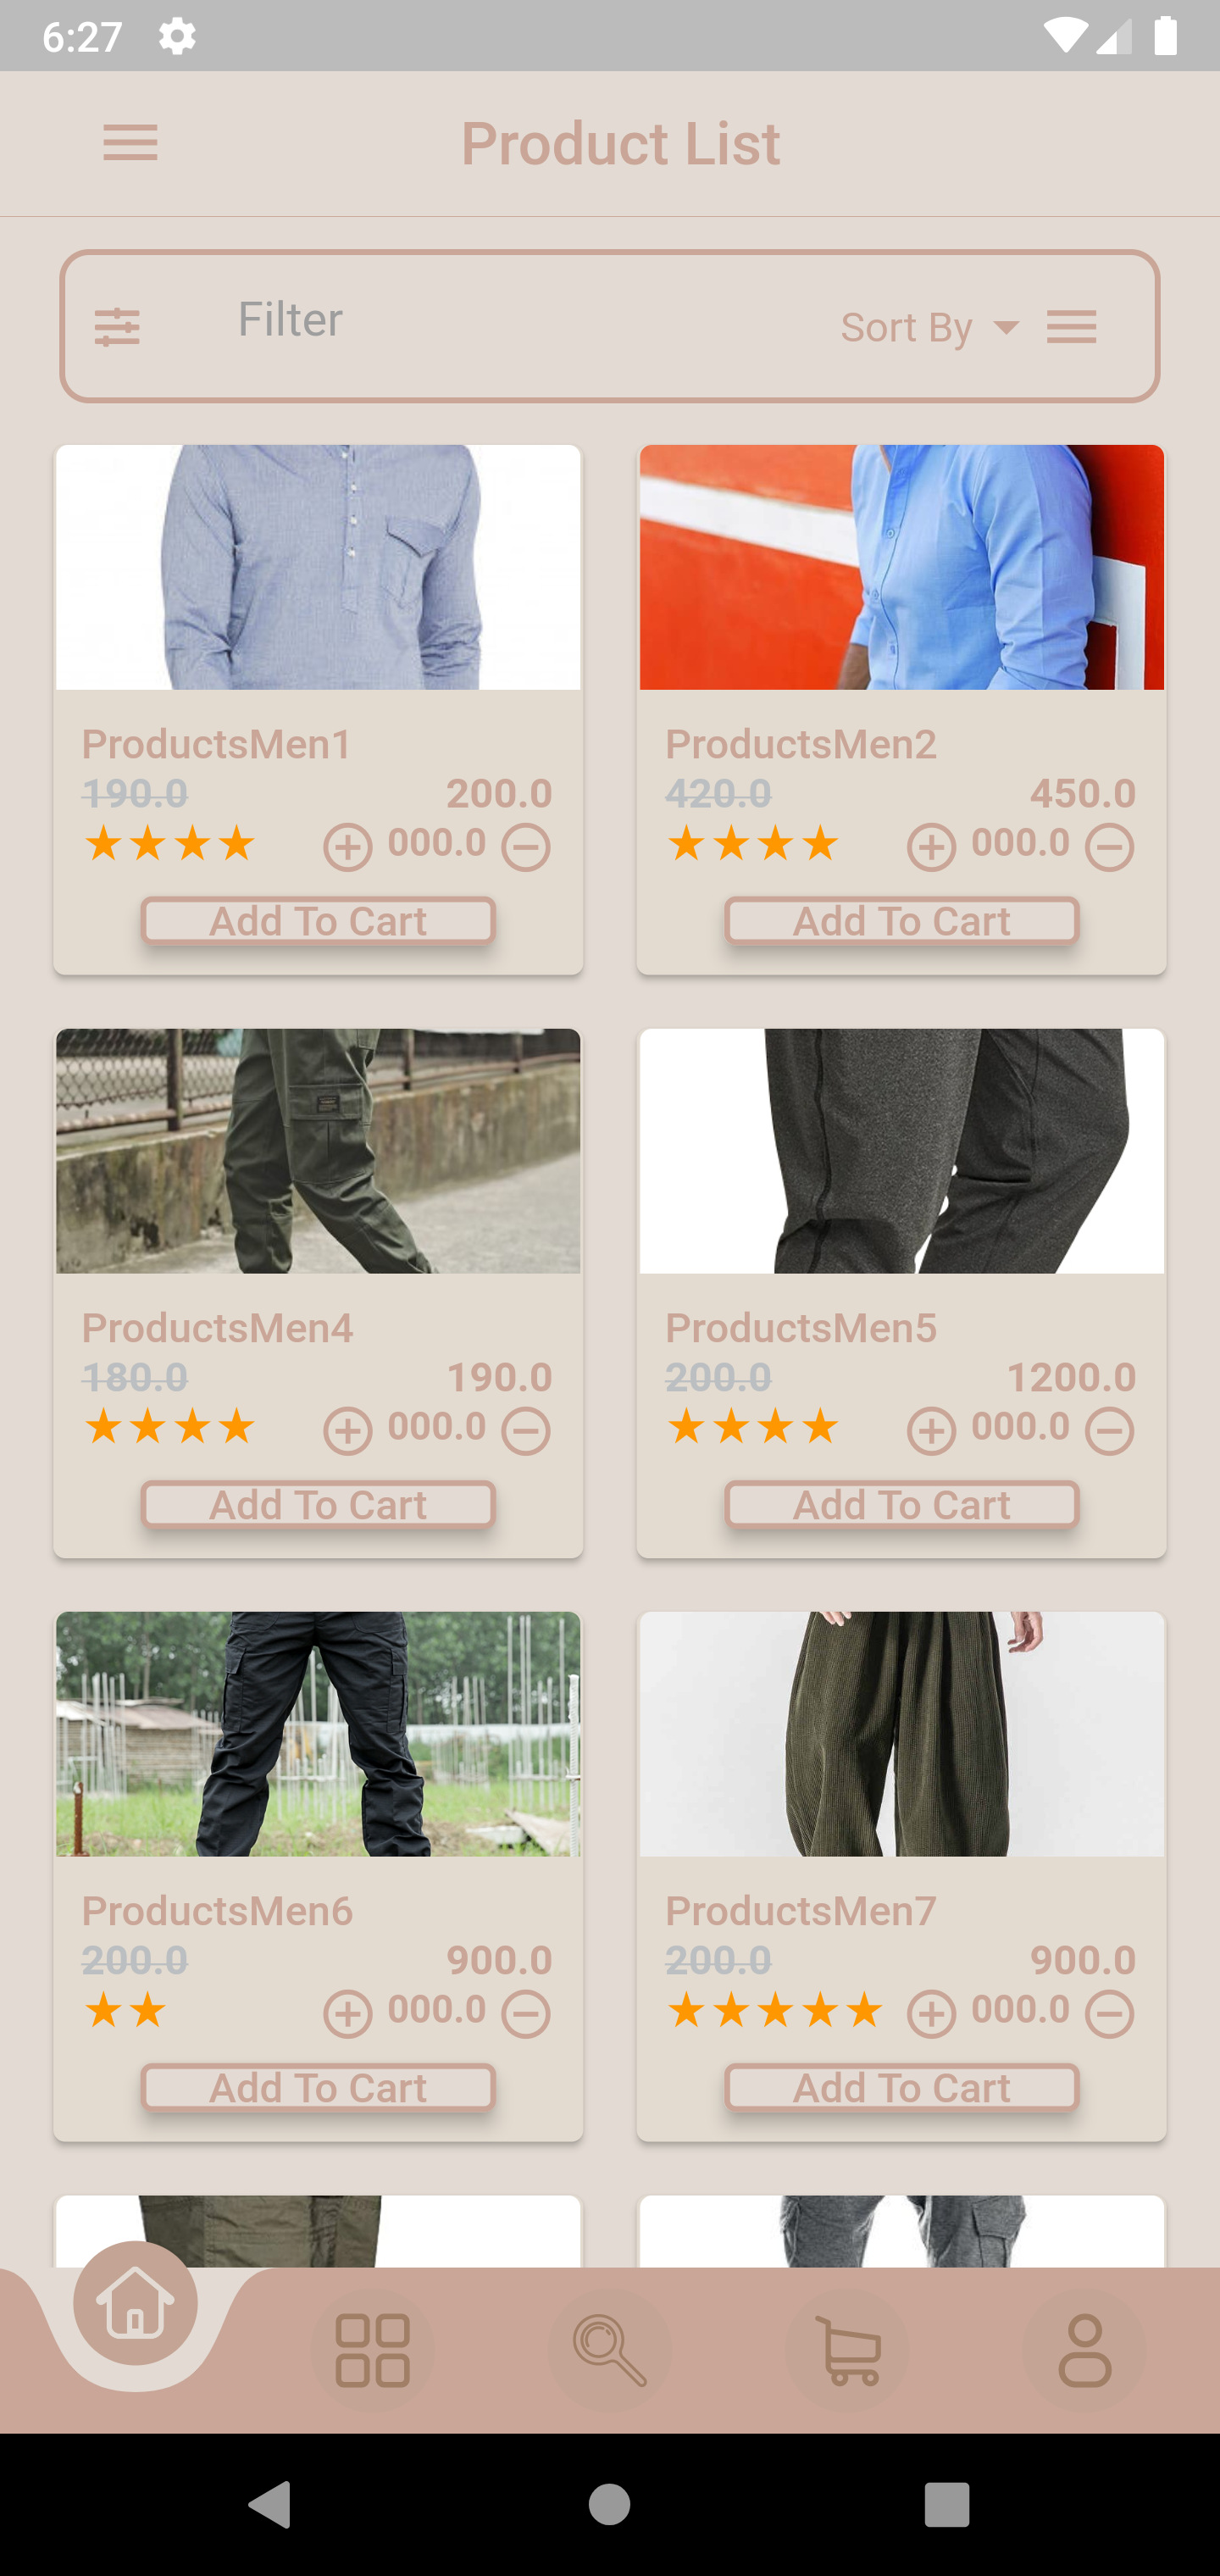 6:27
Product List
Filter
Sort By
ProductsMen1
190.0 200.0
000.0
Add To Cart
ProductsMen2
420.0 450.0
000.0
Add To Cart
ProductsMen4
180.0 190.0
000.0
Add To Cart
ProductsMen5
200.0 1200.0
000.0
Add To Cart
ProductsMen6
200.0 900.0
000.0
Add To Cart
ProductsMen7
200.0 900.0
000.0
Add To Cart